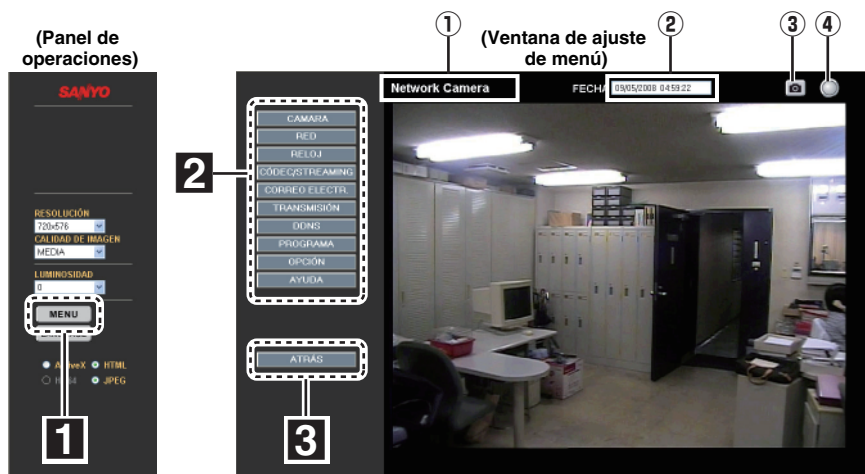 (Panel de
operaciones)
SANYO
RESOLUCIÓN
720x576
CALIDAD DE IMAGEN
MEDIA
LUMINOSIDAD
0
MENU
HTML
JPEG
1
(Ventana de ajuste
de menú)
1
2
3
4
Network Camera
FECHA
09/05/2008 04:59:22
2
CAMARA
RED
RELOJ
CÓDEC/STREAMING
CORREO ELECTR.
TRANSMISIÓN
DDNS
PROGRAMA
OPCIÓN
AYUDA
ATRÁS
3